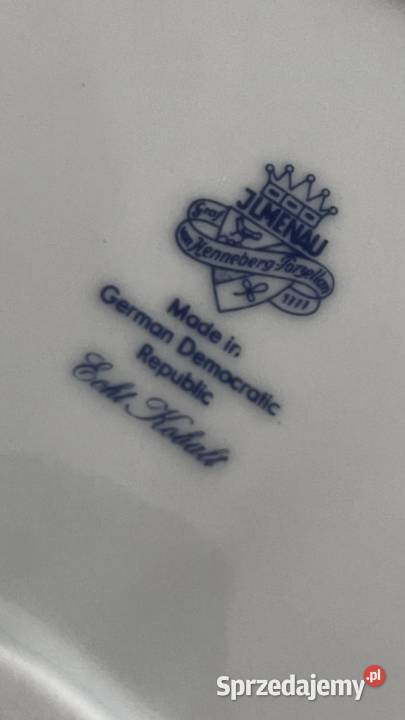 JLMENAU
Graf
von Henneberg-Porzellan
1777
Made in
German Democratic
Republic
Echt Kobalt
Sprzedajemy.pl